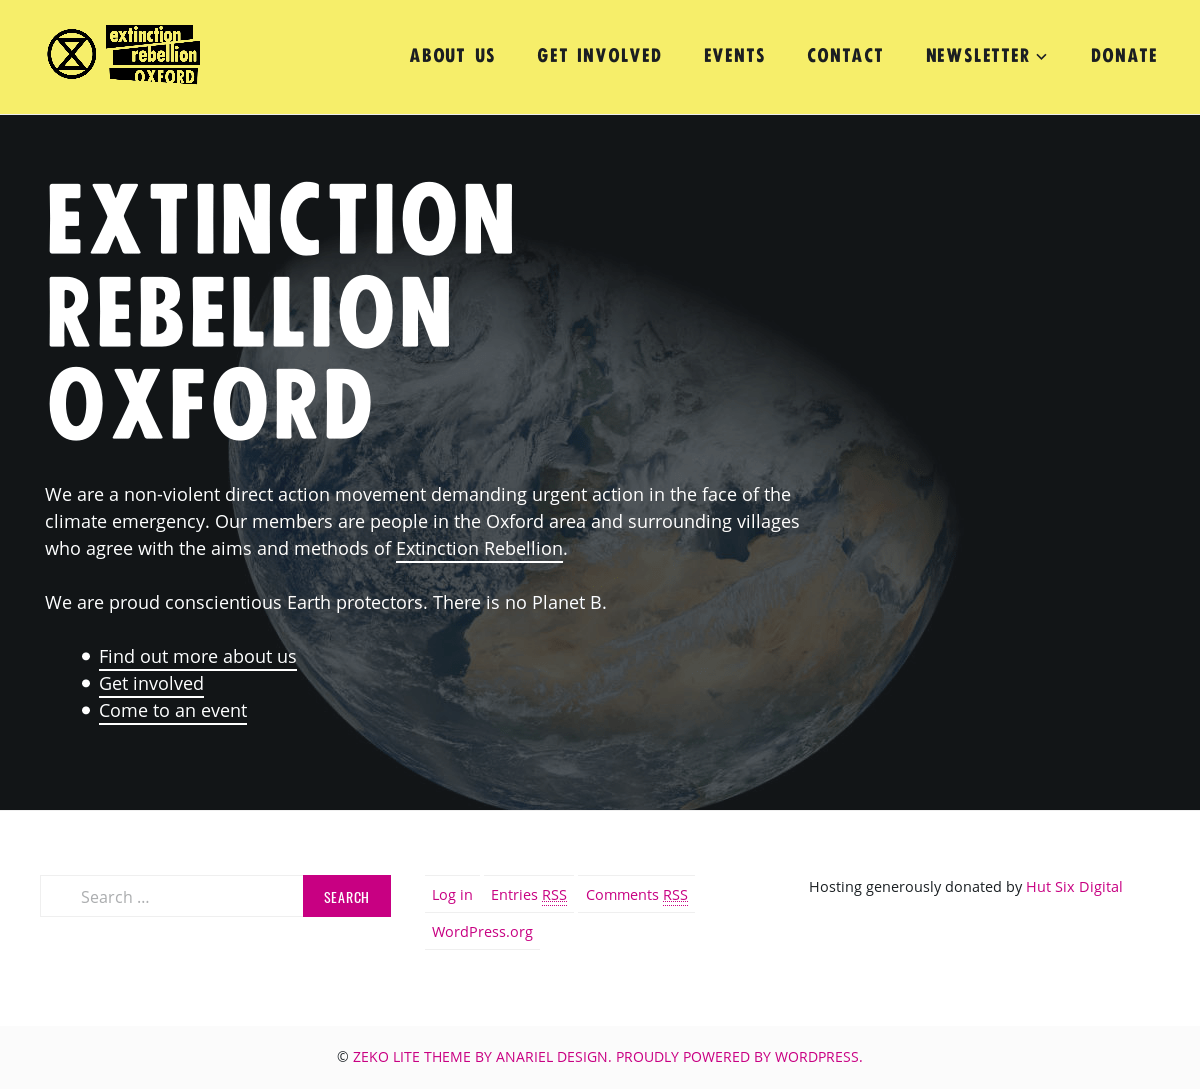 extinction
rebellion
OXFORD
ABOUT US GET INVOLVED EVENTS CONTACT NEWSLETTER DONATE
EXTINCTION
REBELLION
OXFORD
We are a non-violent direct action movement demanding urgent action in the face of the
climate emergency. Our members are people in the Oxford area and surrounding villages
who agree with the aims and methods of Extinction Rebellion.
We are proud conscientious Earth protectors. There is no Planet B.
Find out more about us
Get involved
Come to an event
Search …
SEARCH
Log in Entries RSS Comments RSS
WordPress.org
Hosting generously donated by Hut Six Digital
© ZEKO LITE THEME BY ANARIEL DESIGN. PROUDLY POWERED BY WORDPRESS.